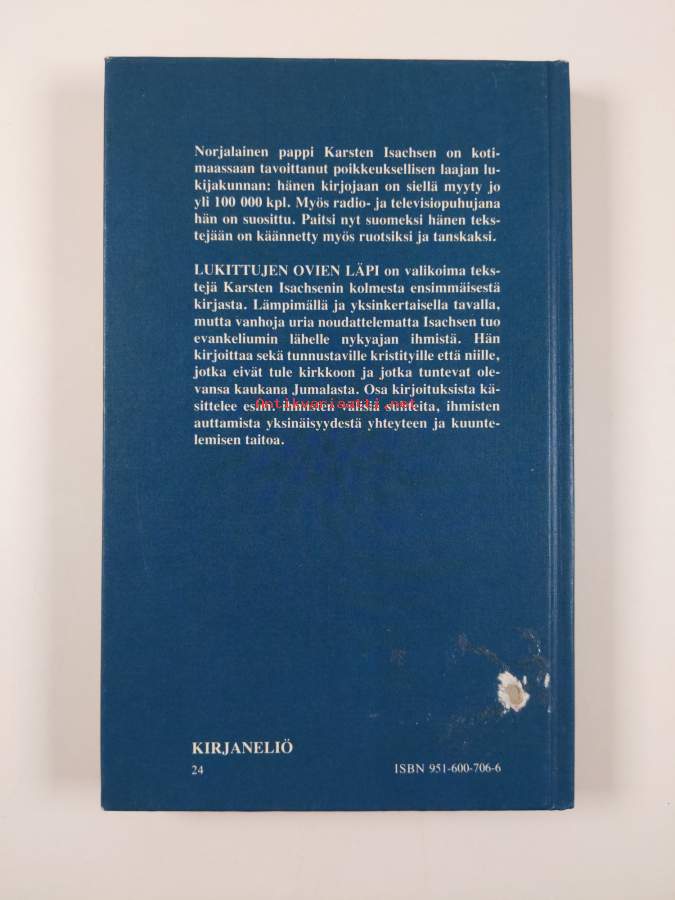 Norjalainen pappi Karsten Isachsen on koti-
maassaan tavoittanut poikkeuksellisen laajan lu-
kijakunnan: hänen kirjojaan on siellä myyty jo
yli 100 000 kpl. Myös radio- ja televisiopuhujana
hän on suosittu. Paitsi nyt suomeksi hänen teks-
tejään on käännetty myös ruotsiksi ja tanskaksi.
LUKITTUJEN OVIEN LÄPI on valikoima teks-
tejä Karsten Isachsenin kolmesta ensimmäisestä
kirjasta. Lämpimällä ja yksinkertaisella tavalla,
mutta vanhoja uria noudattelematta Isachsen tuo
evankeliumin lähelle nykyajan ihmistä. Hän
kirjoittaa sekä tunnustaville kristityille että niille,
jotka eivät tule kirkkoon ja jotka tuntevat ole-
vansa kaukana Jumalasta. Osa kirjoituksista kä-
sittelee esim. ihmisten välisiä suhteita, ihmisten
Antikvariaatti.net
auttamista yksinäisyydestä yhteyteen ja kuunte-
lemisen taitoa.
KIRJANELIÖ
24 ISBN 951-600-706-6